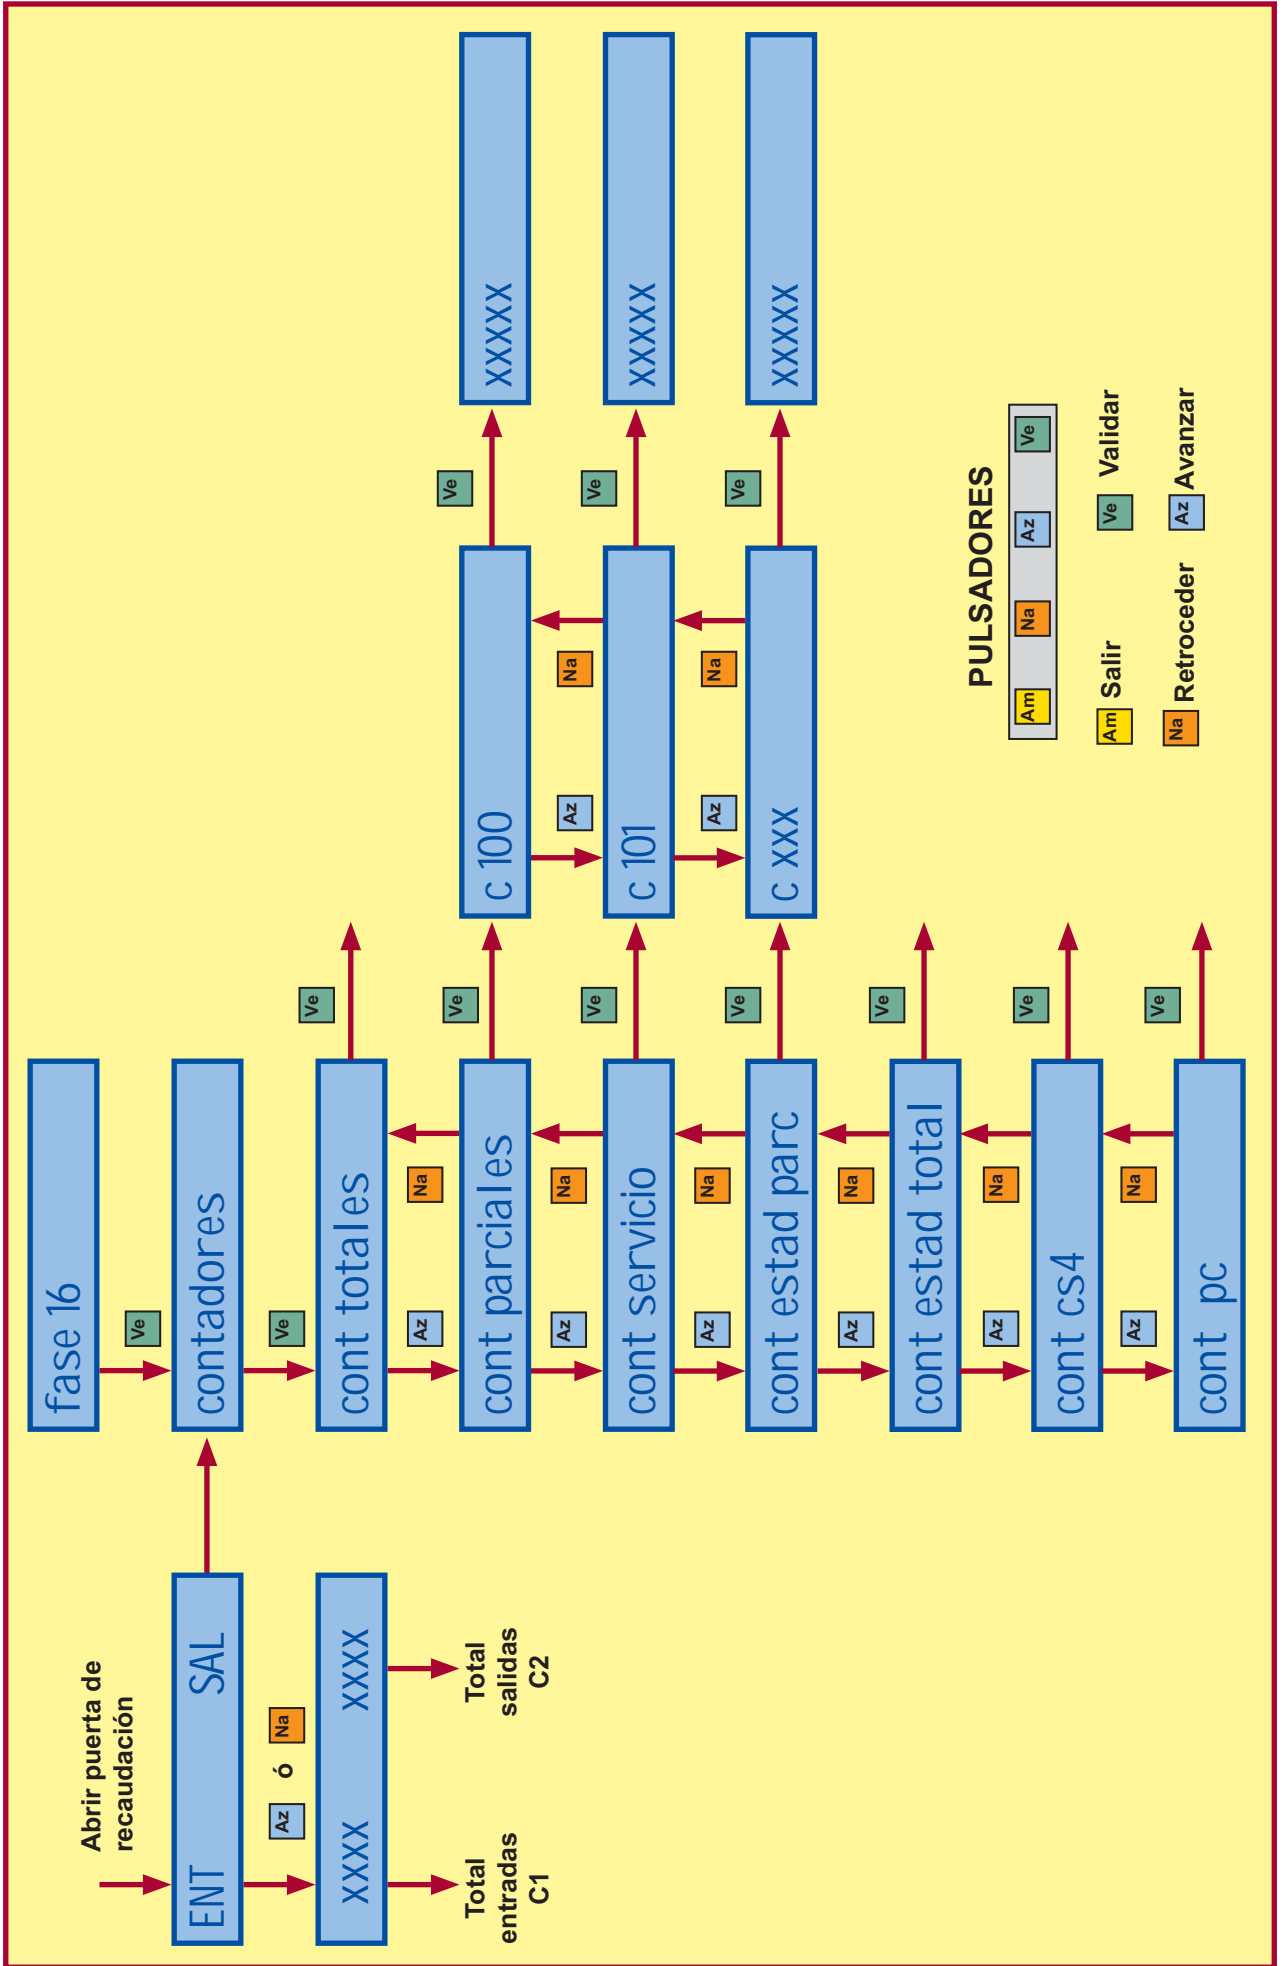 Abrir puerta de
recaudación
ENT SAL
Az ó Na
XXXX XXXX
Total
entradas
C1
Total
salidas
C2
fase 16
Ve
contadores
Ve
cont totales
Ve
Az Na
cont parciales
Ve
Az Na
cont servicio
Ve
Az Na
cont estad parc
Ve
Az Na
cont estad total
Ve
Az Na
cont cs4
Ve
Az Na
cont pc
Ve
c 100
Ve
xxxxx
Az Na
c 101
Ve
xxxxx
Az Na
c xxx
Ve
xxxxx
PULSADORES
Am Na Az Ve
Am Salir
Ve Validar
Na Retroceder
Az Avanzar